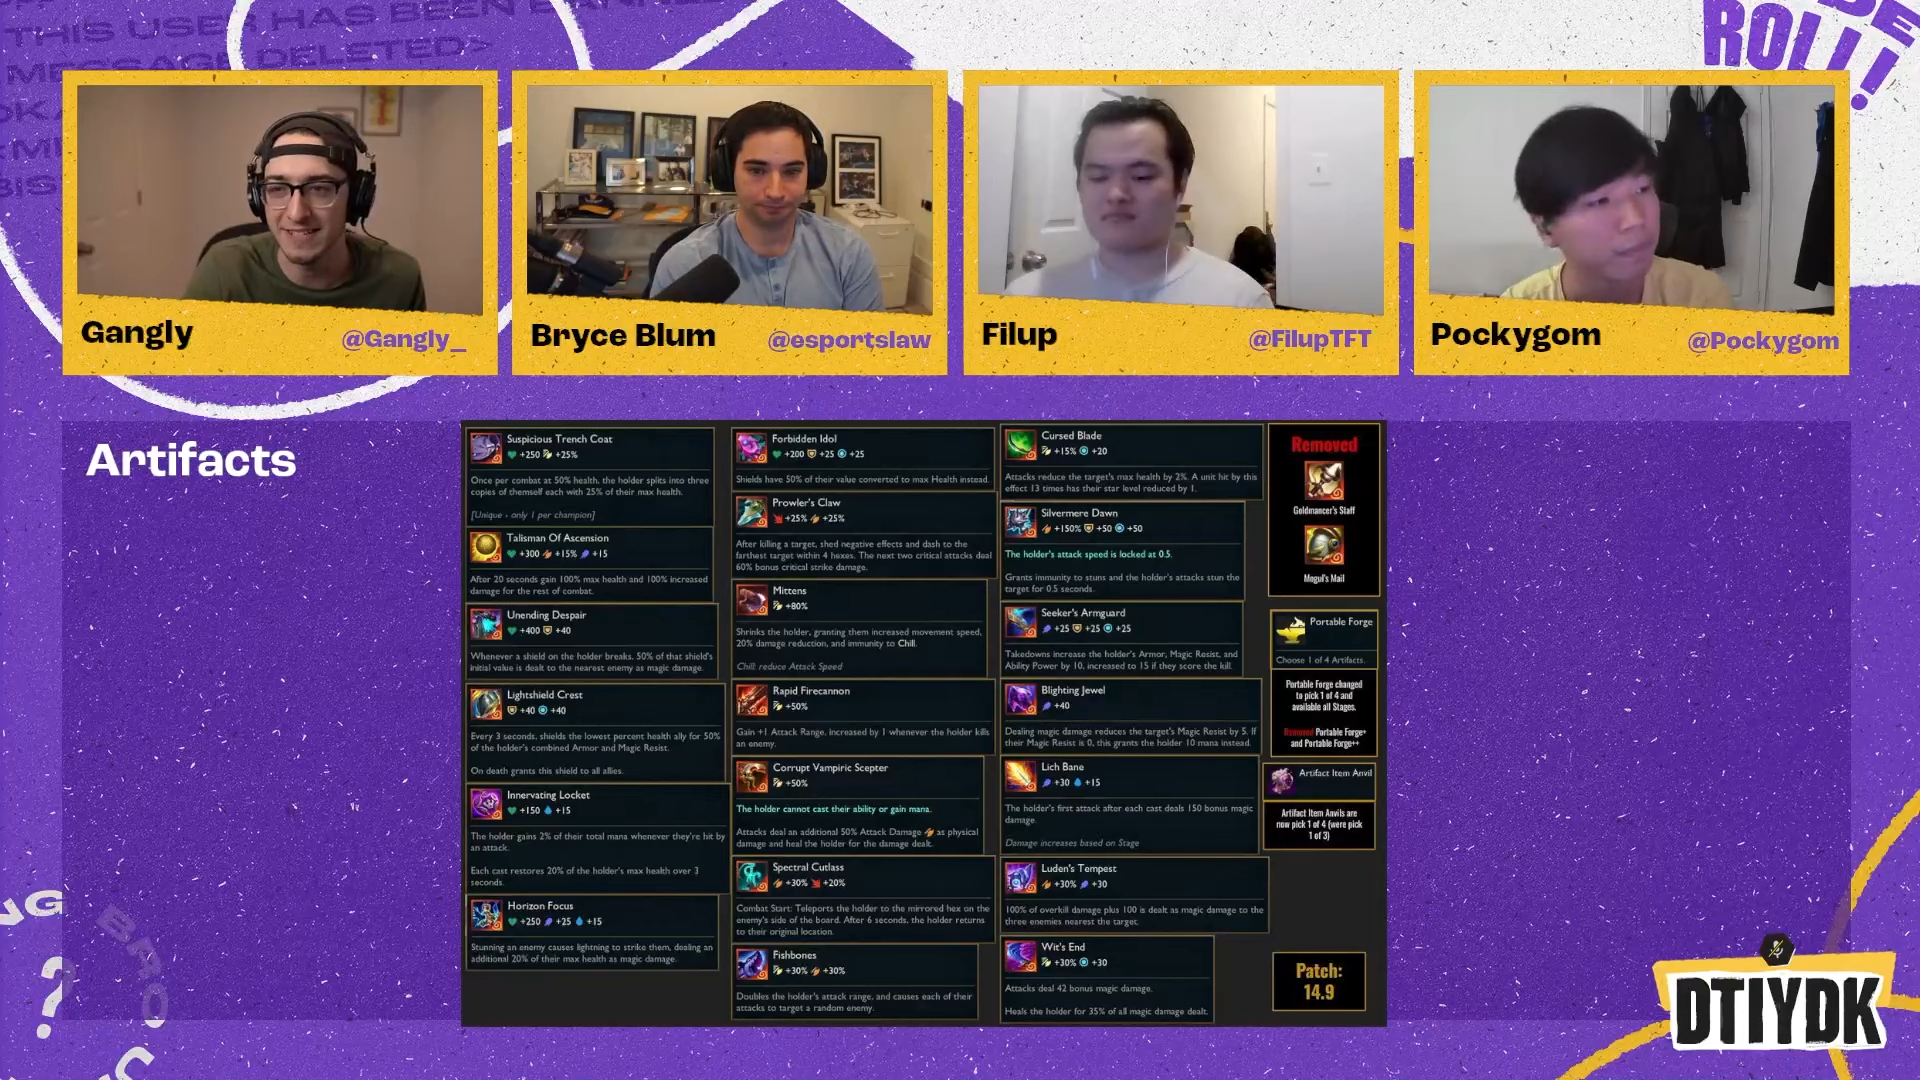 THIS USER HAS BEEN BANNED
MESSAGE DELETED>
ROLL!
Gangly
@Gangly_
Bryce Blum
@esportslaw
Filup
@FilupTFT
Pockygom
@Pockygom
Artifacts
Suspicious Trench Coat
+250 +25%
Once per combat at 50% health, the holder splits into three
copies of themself each with 25% of their max health.
[Unique - only 1 per champion]
Talisman Of Ascension
+300 +15% +15
After 20 seconds gain 100% max health and 100% increased
damage for the rest of combat.
Unending Despair
+400 +40
Whenever a shield on the holder breaks, 50% of that shield's
initial value is dealt to the nearest enemy as magic damage.
Lightshield Crest
+40 +40
Every 3 seconds, shields the lowest percent health ally for 50%
of the holder's combined Armor and Magic Resist.
On death grants this shield to all allies.
Innervating Locket
+150 +15
The holder gains 2% of their total mana whenever they're hit by
an attack.
Each cast restores 20% of the holder's max health over 3
seconds.
Horizon Focus
+250 +25 +15
Stunning an enemy causes lightning to strike them, dealing an
additional 20% of their max health as magic damage.
Forbidden Idol
+200 +25 +25
Shields have 50% of their value converted to max Health instead.
Prowler's Claw
+25% +25%
After killing a target, shed negative effects and dash to the
farthest target within 4 hexes. The next two critical attacks deal
60% bonus critical strike damage.
Mittens
+80%
Shrinks the holder, granting them increased movement speed,
20% damage reduction, and immunity to Chill.
Chill: reduce Attack Speed
Rapid Firecannon
+50%
Gain +1 Attack Range, increased by 1 whenever the holder kills
an enemy.
Corrupt Vampiric Scepter
+50%
The holder cannot cast their ability or gain mana.
Attacks deal an additional 50% Attack Damage as physical
damage and heal the holder for the damage dealt.
Spectral Cutlass
+30% +20%
Combat Start: Teleports the holder to the mirrored hex on the
enemy's side of the board. After 6 seconds, the holder returns
to their original location.
Fishbones
+30% +30%
Doubles the holder's attack range, and causes each of their
attacks to target a random enemy.
Cursed Blade
+15% +20
Attacks reduce the target's max health by 2%. A unit hit by this
effect 13 times has their star level reduced by 1.
Silvermere Dawn
+150% +50 +50
The holder's attack speed is locked at 0.5.
Grants immunity to stuns and the holder's attacks stun the
target for 0.5 seconds.
Seeker's Armguard
+25 +25 +25
Takedowns increase the holder's Armor, Magic Resist, and
Ability Power by 10, increased to 15 if they score the kill.
Blighting Jewel
+40
Dealing magic damage reduces the target's Magic Resist by 5. If
their Magic Resist is 0, this grants the holder 10 mana instead.
Lich Bane
+30 +15
The holder's first attack after each cast deals 150 bonus magic
damage.
Damage increases based on Stage
Luden's Tempest
+30% +30
100% of overkill damage plus 100 is dealt as magic damage to the
three enemies nearest the target.
Wit's End
+30% +30
Attacks deal 42 bonus magic damage.
Heals the holder for 35% of all magic damage dealt.
Removed
Goldmancer's Staff
Mogul's Mail
Portable Forge
Choose 1 of 4 Artifacts.
Portable Forge changed
to pick 1 of 4 and
available all Stages.
Removed Portable Forge+
and Portable Forge++
Artifact Item Anvil
Artifact Item Anvils are
now pick 1 of 4 (were pick
1 of 3)
Patch:
14.9
DTIYDK